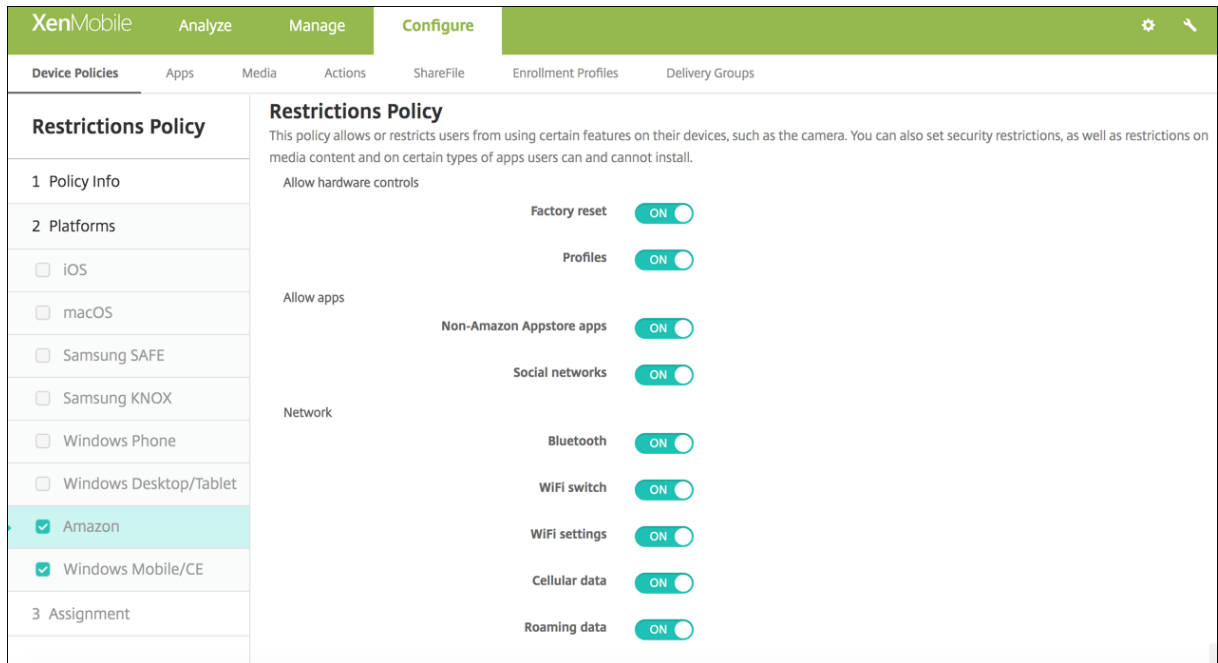 XenMobile Analyze Manage Configure
Device Policies Apps Media Actions ShareFile Enrollment Profiles Delivery Groups
Restrictions Policy
1 Policy Info
2 Platforms
iOS
macOS
Samsung SAFE
Samsung KNOX
Windows Phone
Windows Desktop/Tablet
Amazon
Windows Mobile/CE
3 Assignment
Restrictions Policy
This policy allows or restricts users from using certain features on their devices, such as the camera. You can also set security restrictions, as well as restrictions on
media content and on certain types of apps users can and cannot install.
Allow hardware controls
Factory reset ON
Profiles ON
Allow apps
Non-Amazon Appstore apps ON
Social networks ON
Network
Bluetooth ON
WiFi switch ON
WiFi settings ON
Cellular data ON
Roaming data ON